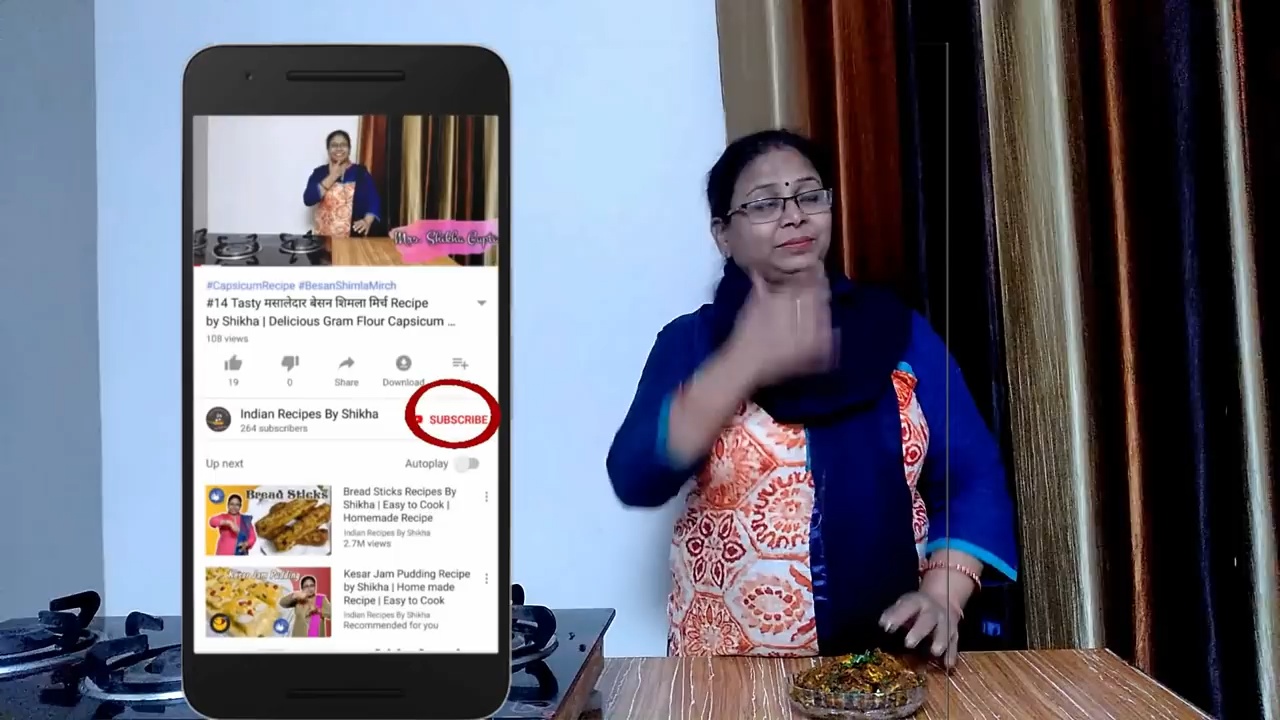 Mrs. Shikha Gupta
#CapsicumRecipe #BesanShimlaMirch
#14 Tasty मसालेदार बेसन शिमला मिर्च Recipe
by Shikha | Delicious Gram Flour Capsicum ...
108 views
19
0
Share
Download
Indian Recipes By Shikha
SUBSCRIBE
264 subscribers
Up next
Autoplay
Bread Sticks
Bread Sticks Recipes By
Shikha | Easy to Cook |
Homemade Recipe
Indian Recipes By Shikha
2.7M views
Kesar Jam Pudding
Kesar Jam Pudding Recipe
by Shikha | Home made
Recipe | Easy to Cook
Indian Recipes By Shikha
Recommended for you